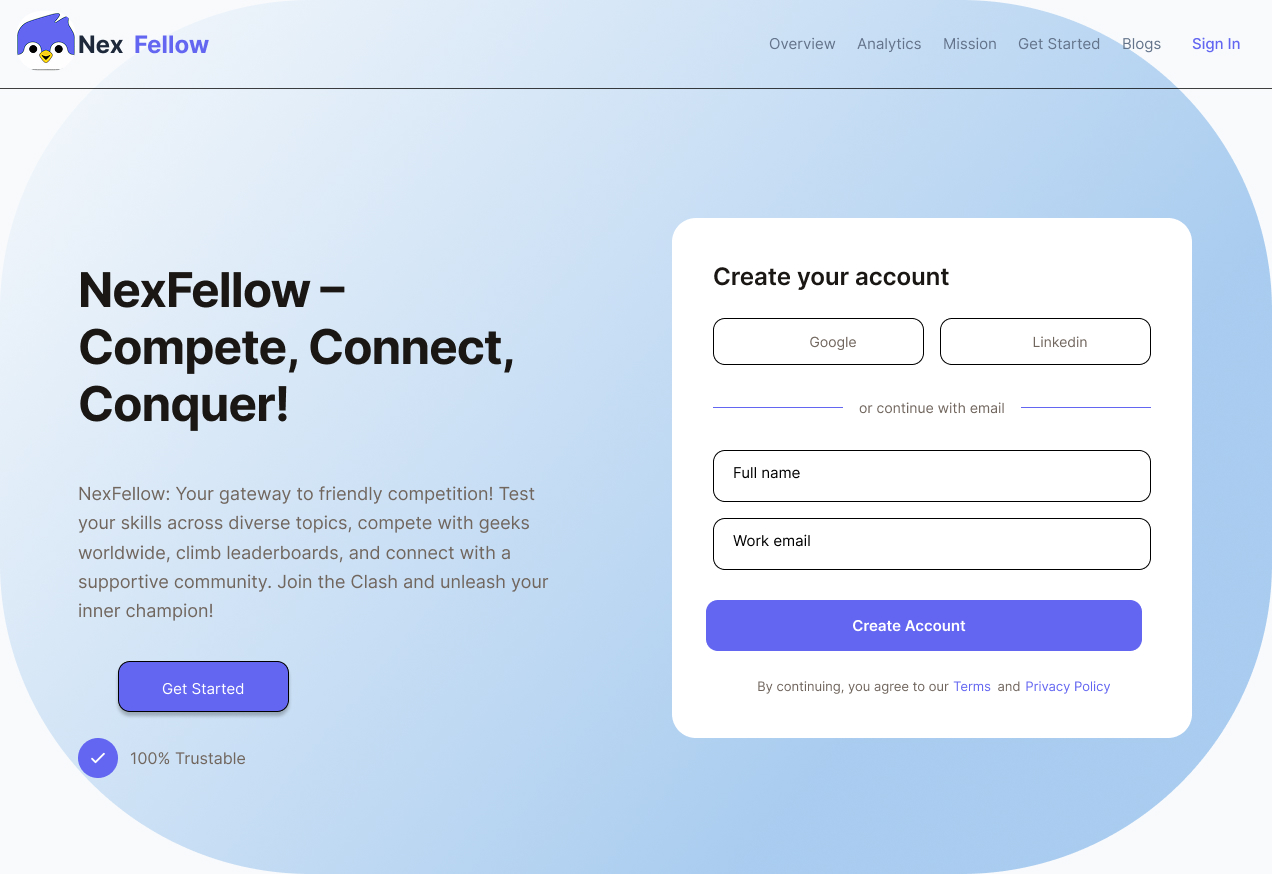 Nex Fellow
Overview Analytics Mission Get Started Blogs Sign In
NexFellow –
Compete, Connect,
Conquer!
NexFellow: Your gateway to friendly competition! Test
your skills across diverse topics, compete with geeks
worldwide, climb leaderboards, and connect with a
supportive community. Join the Clash and unleash your
inner champion!
Get Started
100% Trustable
Create your account
Google Linkedin
or continue with email
Full name
Work email
Create Account
By continuing, you agree to our Terms and Privacy Policy